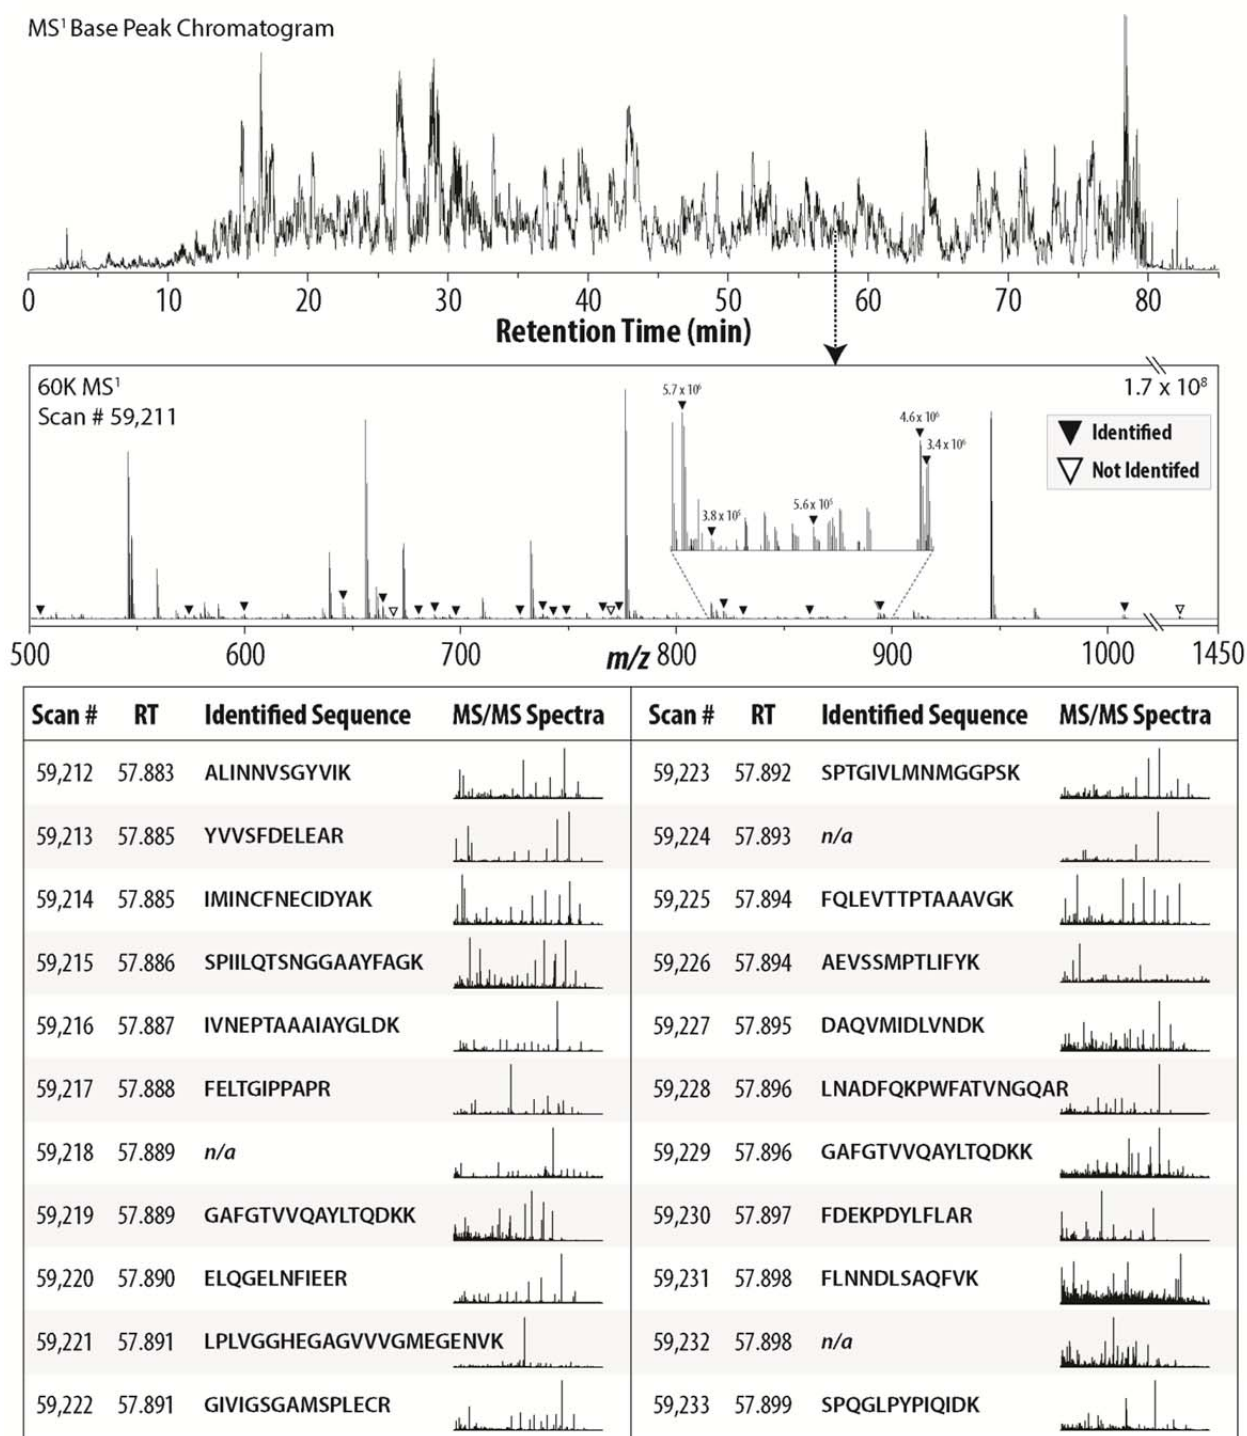 MS¹ Base Peak Chromatogram
0 10 20 30 40 50 60 70 80
Retention Time (min)
60K MS¹
Scan # 59,211
1.7 x 10⁸
Identified
Not Identifed
5.7 x 10⁶
3.8 x 10⁵
5.6 x 10⁵
4.6 x 10⁶
3.4 x 10⁶
500 600 700 m/z 800 900 1000 1450
Scan # RT Identified Sequence MS/MS Spectra Scan # RT Identified Sequence MS/MS Spectra
59,212 57.883 ALINNVSGYVIK 59,223 57.892 SPTGIVLMNMGGPSK
59,213 57.885 YVVSFDELEAR 59,224 57.893 n/a
59,214 57.885 IMINCFNECIDYAK 59,225 57.894 FQLEVTTPTAAAVGK
59,215 57.886 SPIILQTSNGGAAYFAGK 59,226 57.894 AEVSSMPTLIFYK
59,216 57.887 IVNEPTAAAIAYGLDK 59,227 57.895 DAQVMIDLVNDK
59,217 57.888 FELTGIPPAPR 59,228 57.896 LNADFQKPWFATVNGQAR
59,218 57.889 n/a 59,229 57.896 GAFGTVVQAYLTQDKK
59,219 57.889 GAFGTVVQAYLTQDKK 59,230 57.897 FDEKPDYLFLAR
59,220 57.890 ELQGELNFIEER 59,231 57.898 FLNNDLSAQFVK
59,221 57.891 LPLVGGHEGAGVVVGMEGENVK 59,232 57.898 n/a
59,222 57.891 GIVIGSGAMSPLECR 59,233 57.899 SPQGLPYPIQIDK